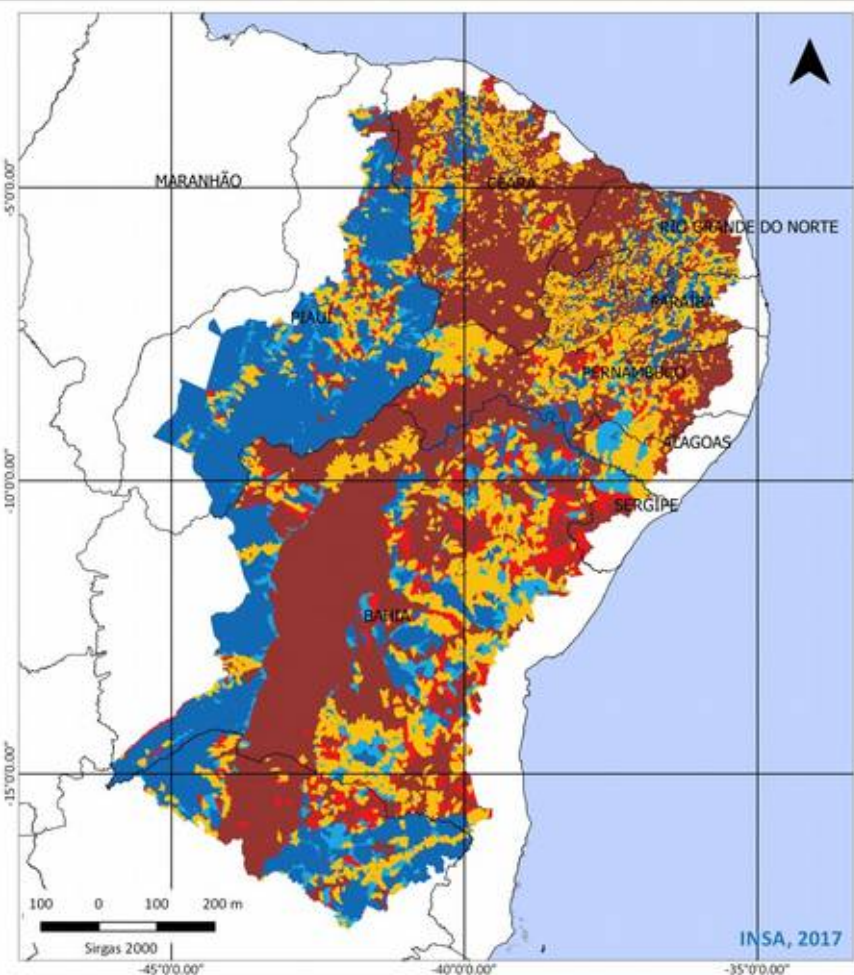 MARANHÃO
-5°0'0.00"
CEARÁ
RIO GRANDE DO NORTE
PARAÍBA
PIAUÍ
PERNAMBUCO
ALAGOAS
-10°0'0.00"
SERGIPE
BAHIA
-15°0'0.00"
100 0 100 200 m
Sirgas 2000
INSA, 2017
-45°0'0.00" -40°0'0.00" -35°0'0.00"